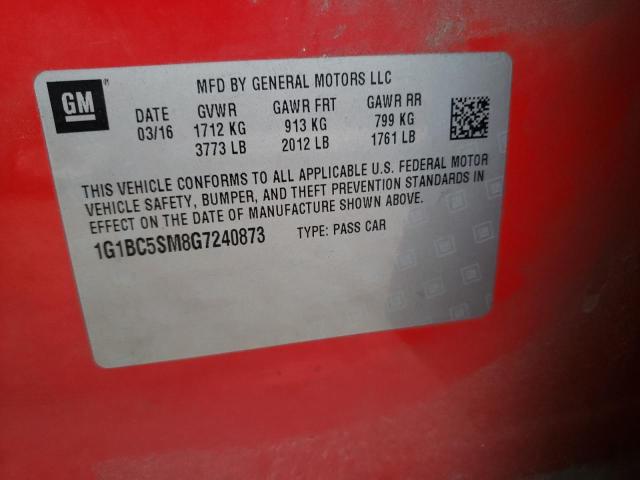 GM
MFD BY GENERAL MOTORS LLC
DATE GVWR GAWR FRT GAWR RR
03/16 1712 KG 913 KG 799 KG
3773 LB 2012 LB 1761 LB
THIS VEHICLE CONFORMS TO ALL APPLICABLE U.S. FEDERAL MOTOR
VEHICLE SAFETY, BUMPER, AND THEFT PREVENTION STANDARDS IN
EFFECT ON THE DATE OF MANUFACTURE SHOWN ABOVE.
1G1BC5SM8G7240873 TYPE: PASS CAR